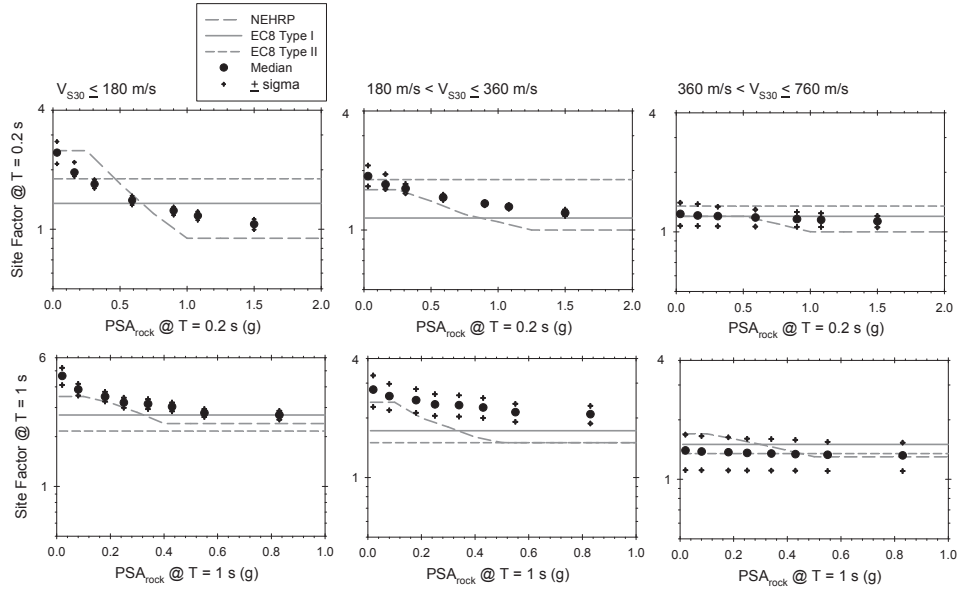 NEHRP
EC8 Type I
EC8 Type II
Median
+ sigma
V_S30 ≤ 180 m/s
180 m/s < V_S30 ≤ 360 m/s
360 m/s < V_S30 ≤ 760 m/s
Site Factor @ T = 0.2 s
4
1
0.0 0.5 1.0 1.5 2.0
PSA_rock @ T = 0.2 s (g)
4
1
0.0 0.5 1.0 1.5 2.0
PSA_rock @ T = 0.2 s (g)
4
1
0.0 0.5 1.0 1.5 2.0
PSA_rock @ T = 0.2 s (g)
Site Factor @ T = 1 s
6
1
0.0 0.2 0.4 0.6 0.8 1.0
PSA_rock @ T = 1 s (g)
4
1
0.0 0.2 0.4 0.6 0.8 1.0
PSA_rock @ T = 1 s (g)
4
1
0.0 0.2 0.4 0.6 0.8 1.0
PSA_rock @ T = 1 s (g)